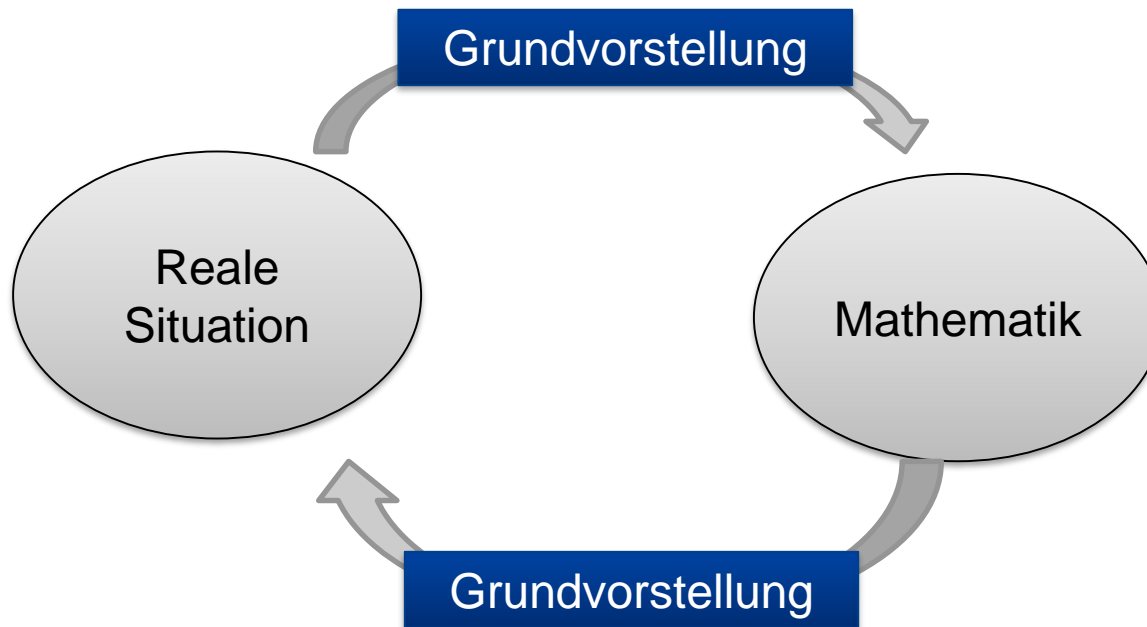 Grundvorstellung
Reale
Situation
Mathematik
Grundvorstellung